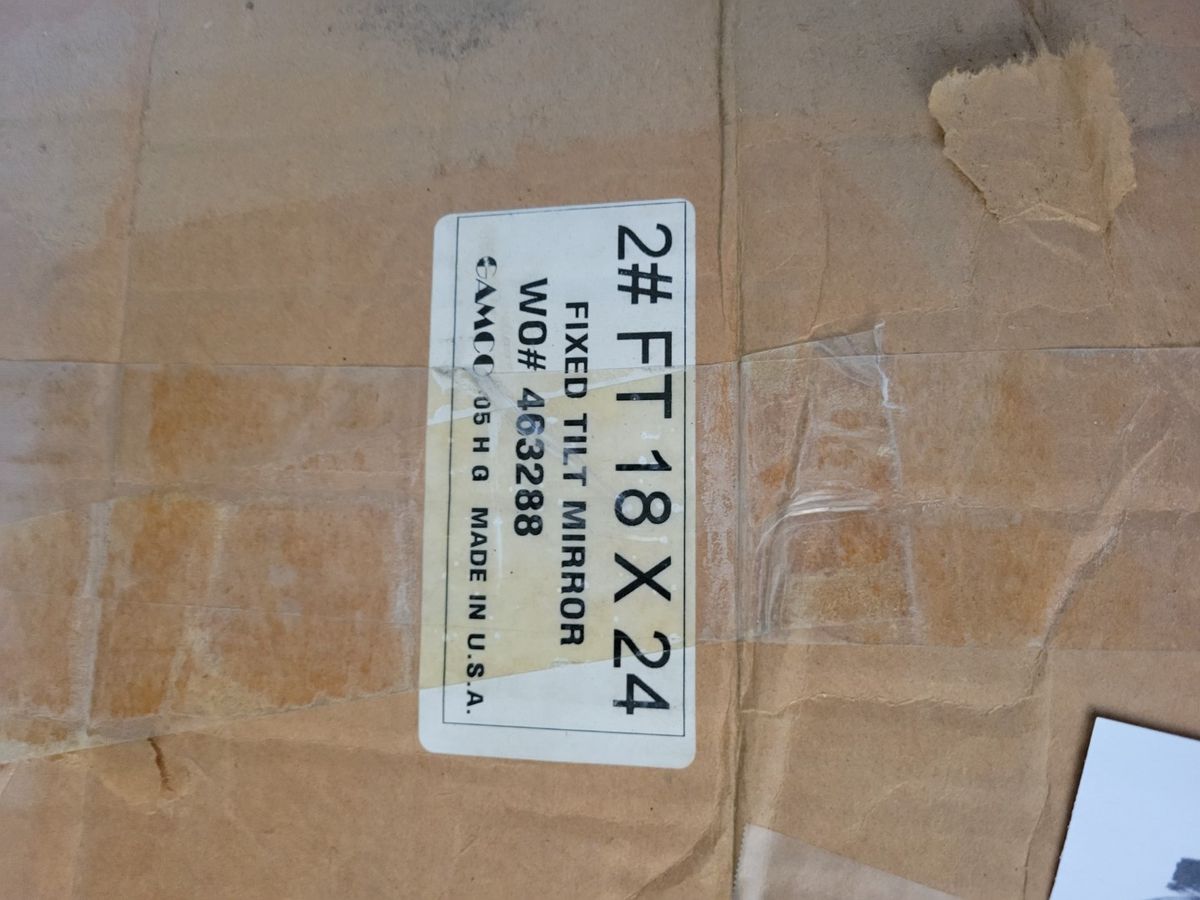 2# FT 18 X 24
FIXED TILT MIRROR
WO# 463288
GAMCO 05 H G MADE IN U.S.A.